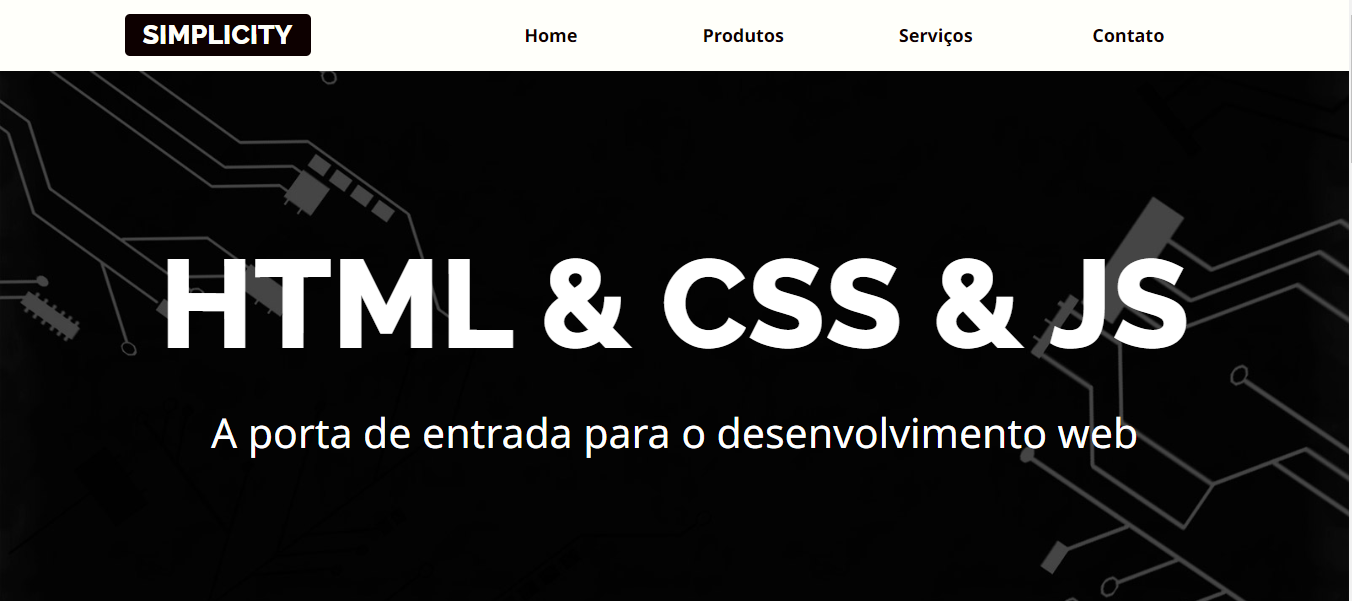 SIMPLICITY Home Produtos Serviços Contato
HTML & CSS & JS
A porta de entrada para o desenvolvimento web